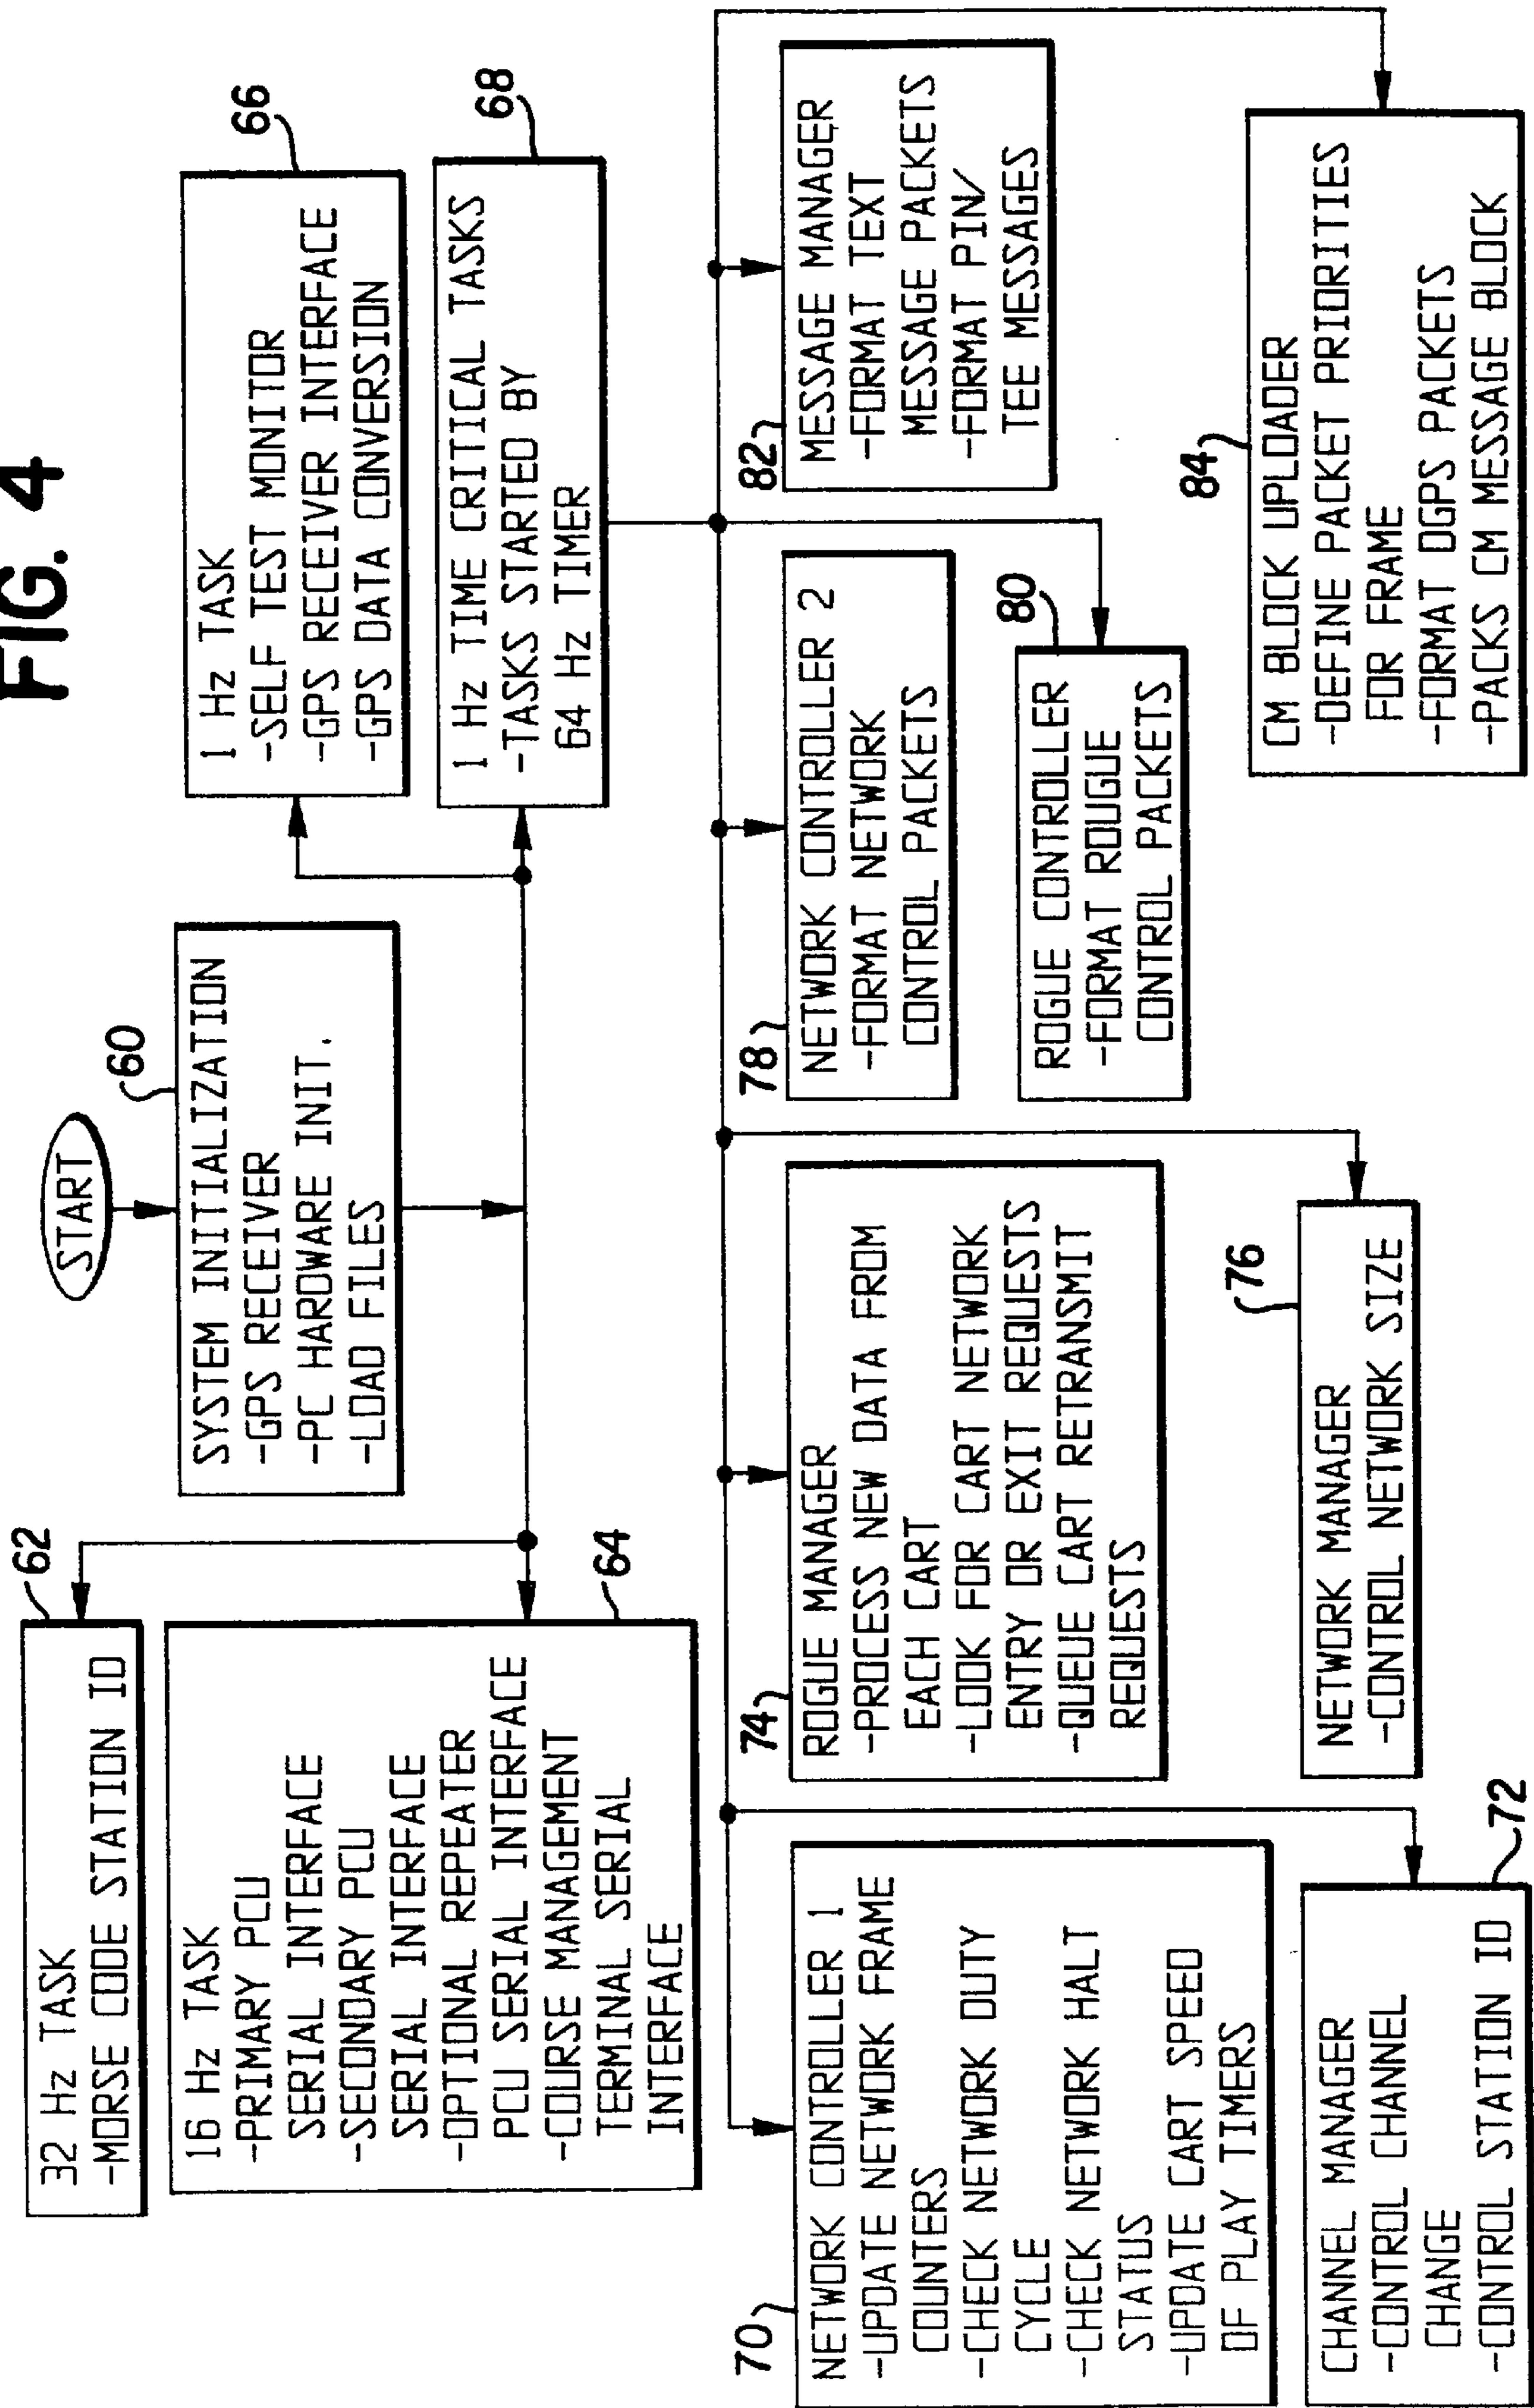 FIG. 4
START
60
SYSTEM INITIALIZATION
-GPS RECEIVER
-PC HARDWARE INIT.
-LOAD FILES
62
32 Hz TASK
-MORSE CODE STATION ID
64
16 Hz TASK
-PRIMARY PCU
SERIAL INTERFACE
-SECONDARY PCU
SERIAL INTERFACE
-OPTIONAL REPEATER
PCU SERIAL INTERFACE
-COURSE MANAGEMENT
TERMINAL SERIAL
INTERFACE
66
1 Hz TASK
-SELF TEST MONITOR
-GPS RECEIVER INTERFACE
-GPS DATA CONVERSION
68
1 Hz TIME CRITICAL TASKS
-TASKS STARTED BY
64 Hz TIMER
70
NETWORK CONTROLLER 1
-UPDATE NETWORK FRAME
COUNTERS
-CHECK NETWORK DUTY
CYCLE
-CHECK NETWORK HALT
STATUS
-UPDATE CART SPEED
OF PLAY TIMERS
72
CHANNEL MANAGER
-CONTROL CHANNEL
CHANGE
-CONTROL STATION ID
74
ROGUE MANAGER
-PROCESS NEW DATA FROM
EACH CART
-LOOK FOR CART NETWORK
ENTRY OR EXIT REQUESTS
-QUEUE CART RETRANSMIT
REQUESTS
76
NETWORK MANAGER
-CONTROL NETWORK SIZE
78
NETWORK CONTROLLER 2
-FORMAT NETWORK
CONTROL PACKETS
80
ROGUE CONTROLLER
-FORMAT ROUGUE
CONTROL PACKETS
82
MESSAGE MANAGER
-FORMAT TEXT
MESSAGE PACKETS
-FORMAT PIN/
TEE MESSAGES
84
CM BLOCK UPLOADER
-DEFINE PACKET PRIORITIES
FOR FRAME
-FORMAT DGPS PACKETS
-PACKS CM MESSAGE BLOCK